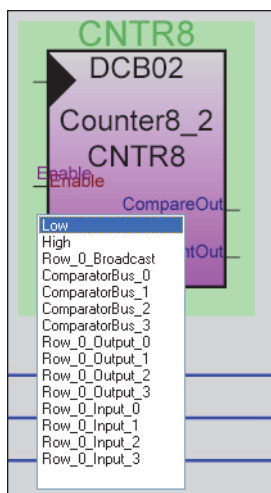 CNTR8
DCB02
Counter8_2
CNTR8
Enable
Enable
CompareOut
ntOut
Low
High
Row_0_Broadcast
ComparatorBus_0
ComparatorBus_1
ComparatorBus_2
ComparatorBus_3
Row_0_Output_0
Row_0_Output_1
Row_0_Output_2
Row_0_Output_3
Row_0_Input_0
Row_0_Input_1
Row_0_Input_2
Row_0_Input_3